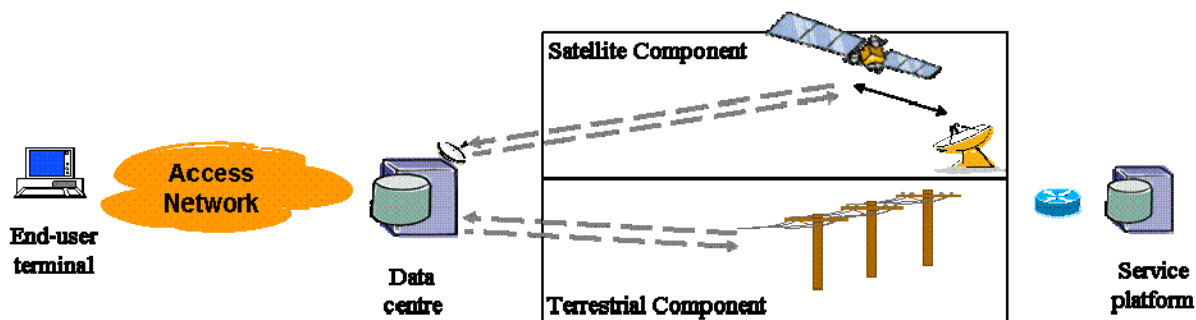 Satellite Component
Access
Network
End-user
terminal
Data
centre
Terrestrial Component
Service
platform